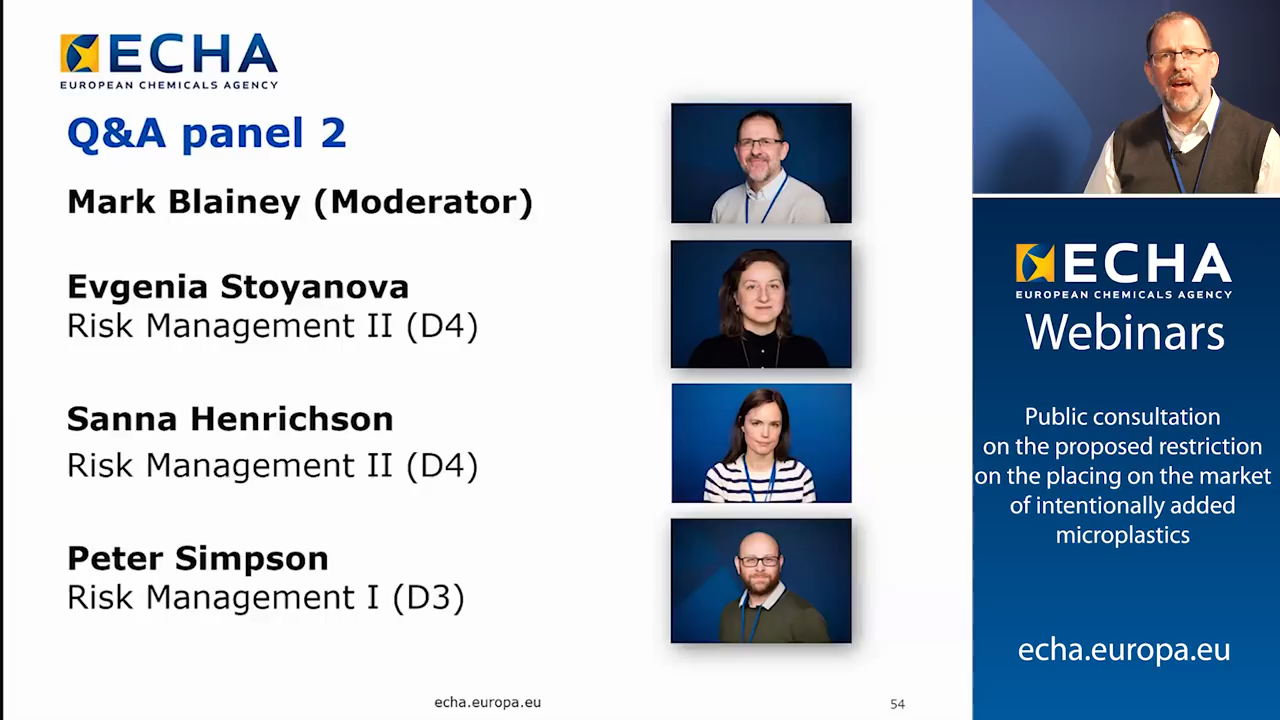 ECHA
EUROPEAN CHEMICALS AGENCY
Q&A panel 2
Mark Blainey (Moderator)
Evgenia Stoyanova
Risk Management II (D4)
Sanna Henrichson
Risk Management II (D4)
Peter Simpson
Risk Management I (D3)
echa.europa.eu
54
ECHA
EUROPEAN CHEMICALS AGENCY
Webinars
Public consultation
on the proposed restriction
on the placing on the market
of intentionally added
microplastics
echa.europa.eu